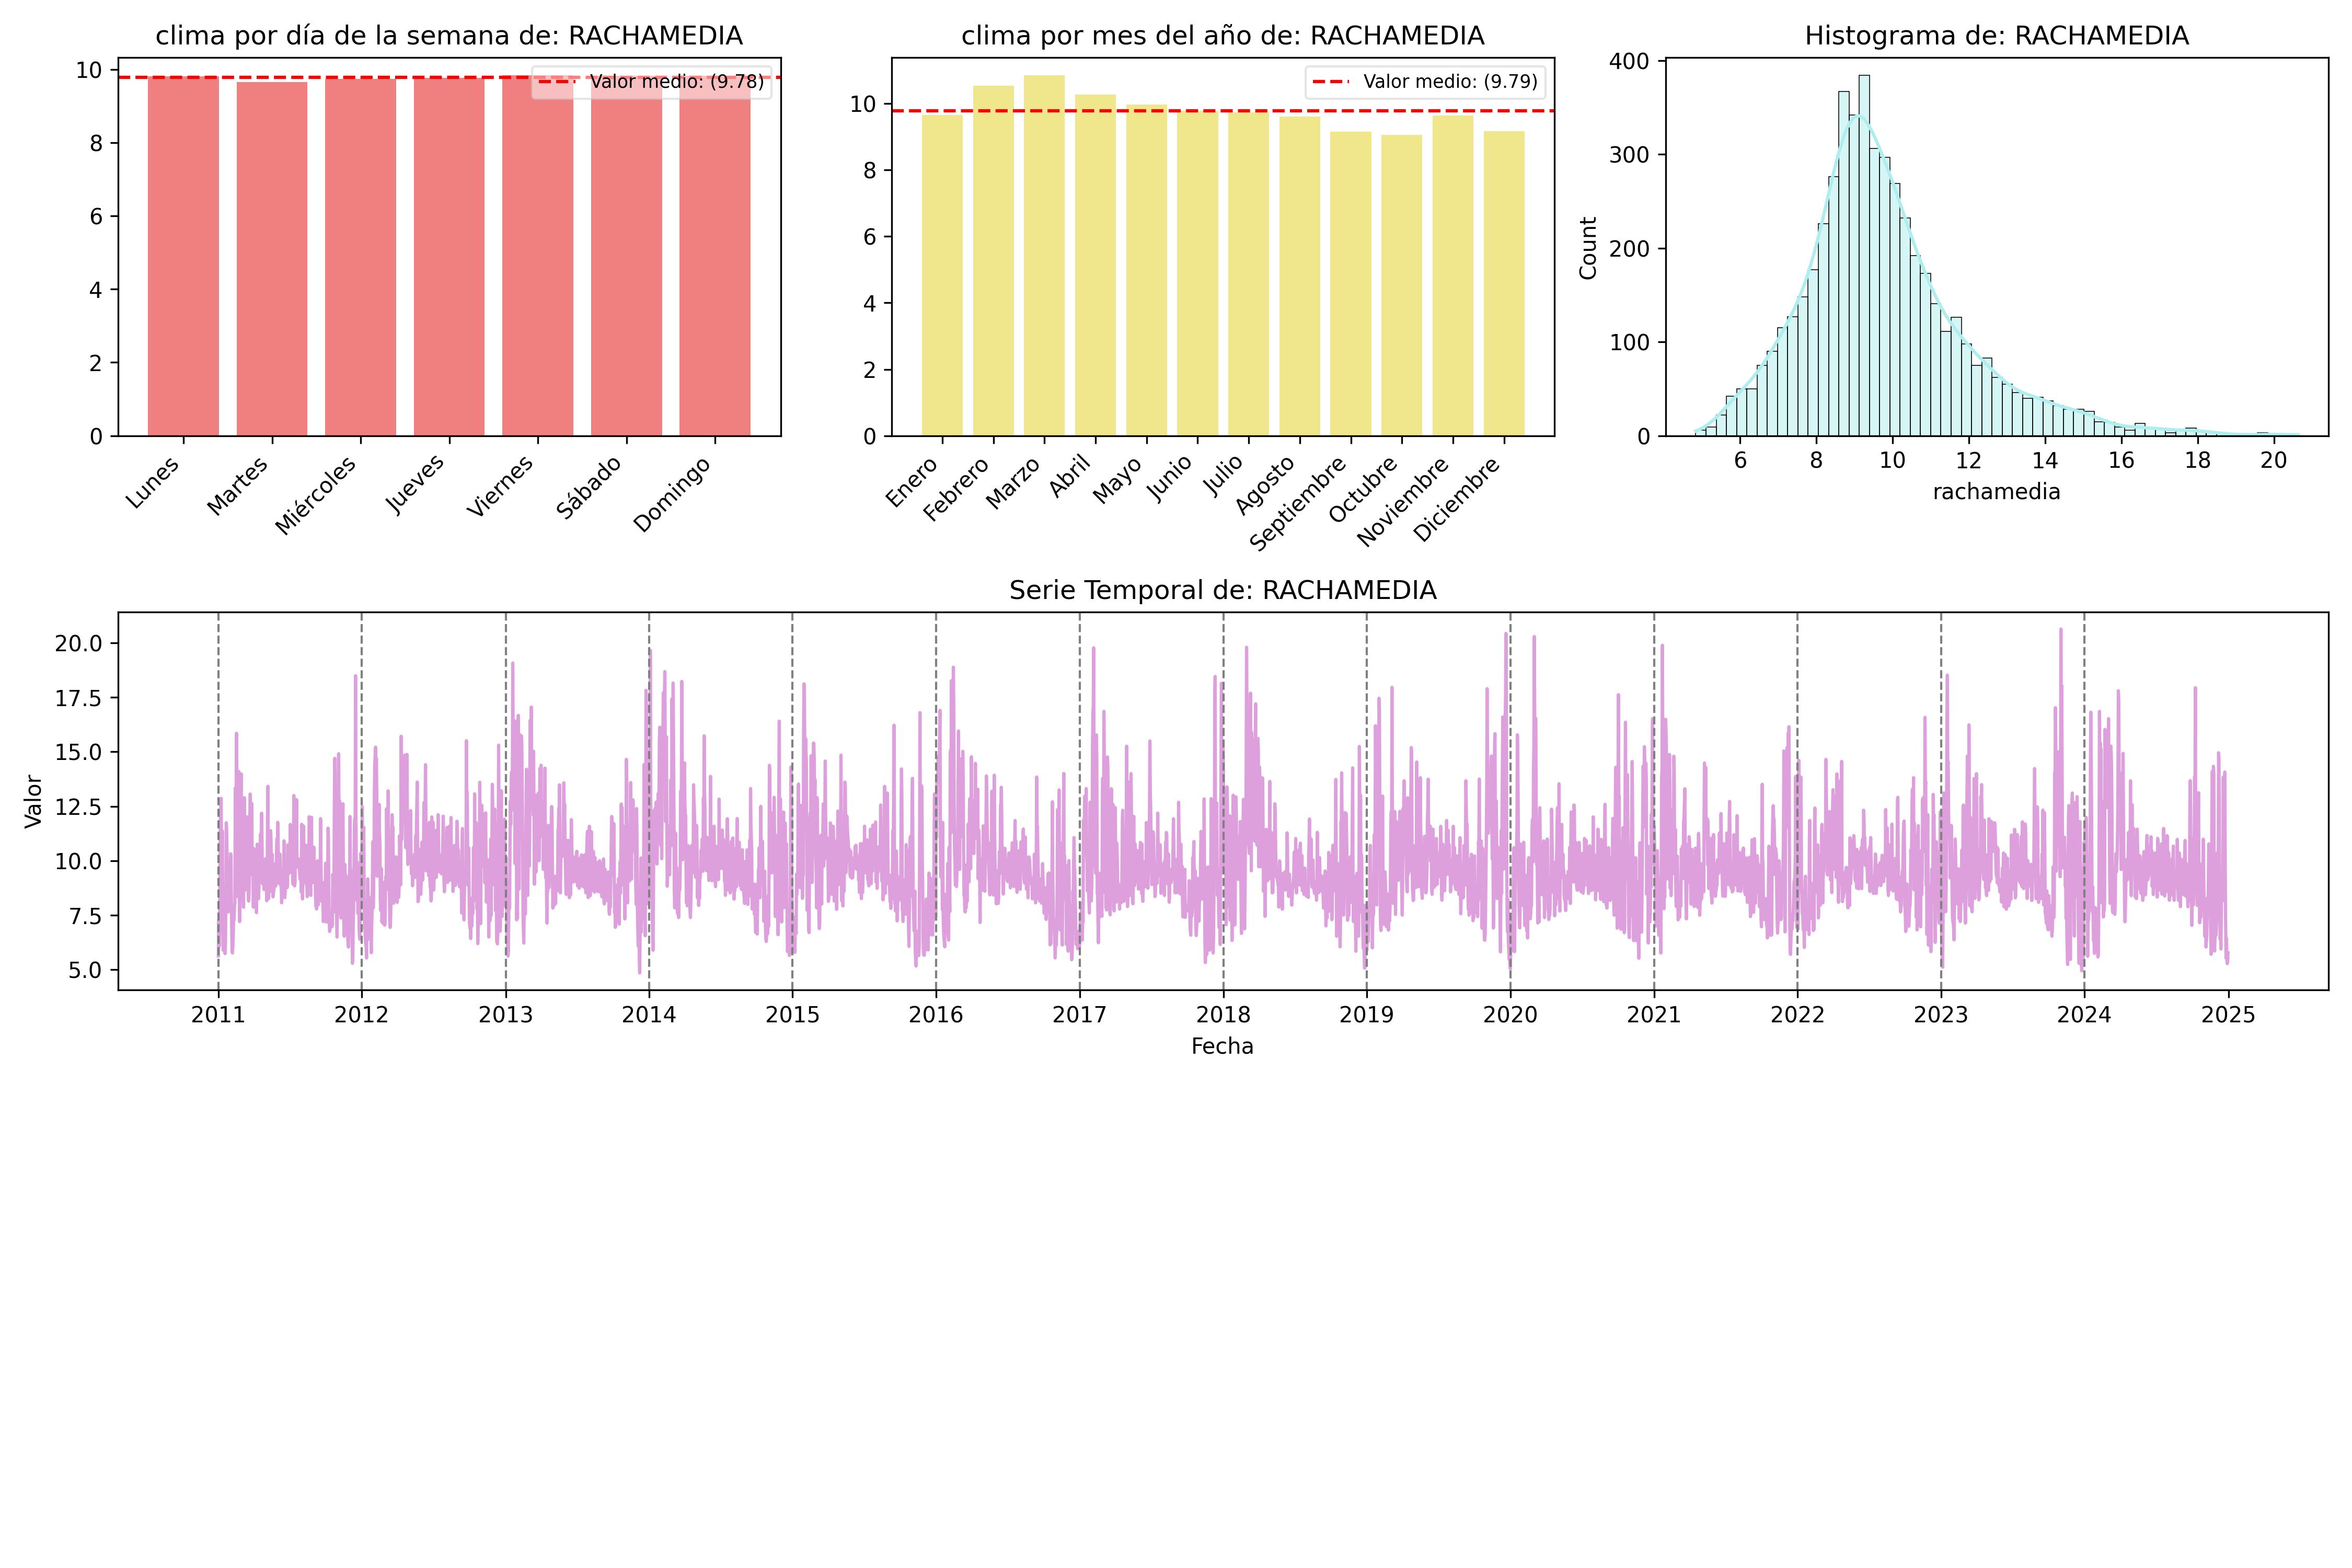 clima por día de la semana de: RACHAMEDIA
10
8
6
4
2
0
Valor medio: (9.78)
Lunes
Martes
Miércoles
Jueves
Viernes
Sábado
Domingo
clima por mes del año de: RACHAMEDIA
10
8
6
4
2
0
Valor medio: (9.79)
Enero
Febrero
Marzo
Abril
Mayo
Junio
Julio
Agosto
Septiembre
Octubre
Noviembre
Diciembre
Histograma de: RACHAMEDIA
Count
400
300
200
100
0
6 8 10 12 14 16 18 20
rachamedia
Serie Temporal de: RACHAMEDIA
Valor
20.0
17.5
15.0
12.5
10.0
7.5
5.0
2011 2012 2013 2014 2015 2016 2017 2018 2019 2020 2021 2022 2023 2024 2025
Fecha